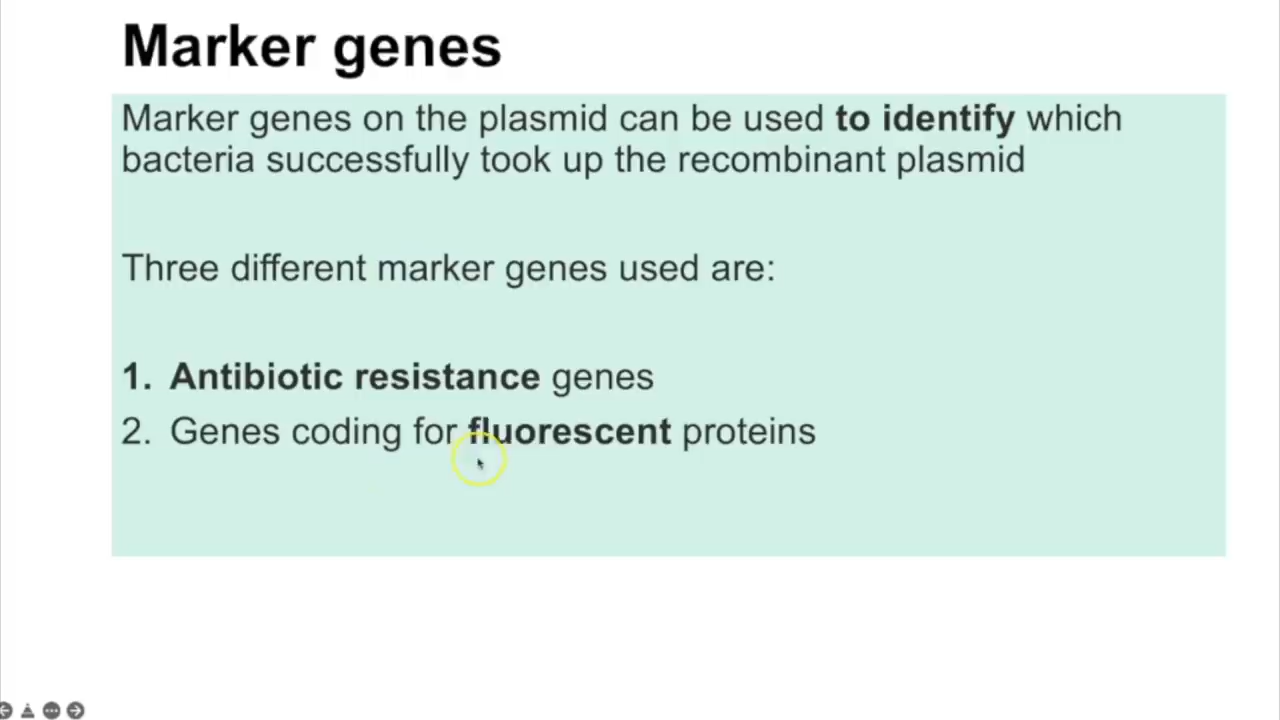 Marker genes
Marker genes on the plasmid can be used to identify which
bacteria successfully took up the recombinant plasmid
Three different marker genes used are:
1. Antibiotic resistance genes
2. Genes coding for fluorescent proteins